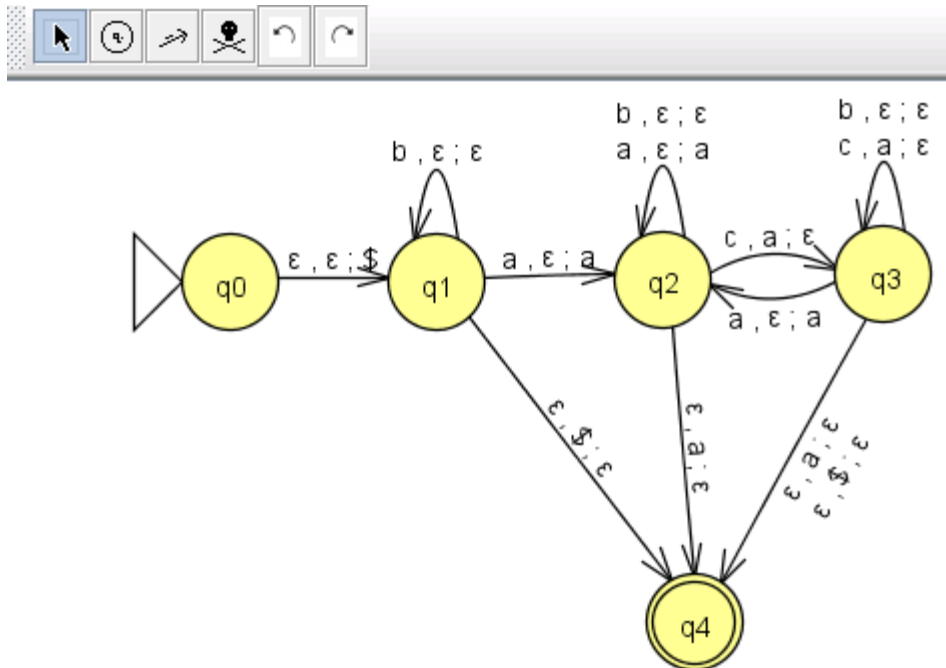 q
b , ε ; ε
b , ε ; ε
a , ε ; a
b , ε ; ε
c , a ; ε
q0
ε , ε ; $
q1
a , ε ; a
q2
c , a ; ε
a , ε ; a
q3
ε , $ ; ε
ε , a ; ε
ε , a ; ε
ε , $ ; ε
q4